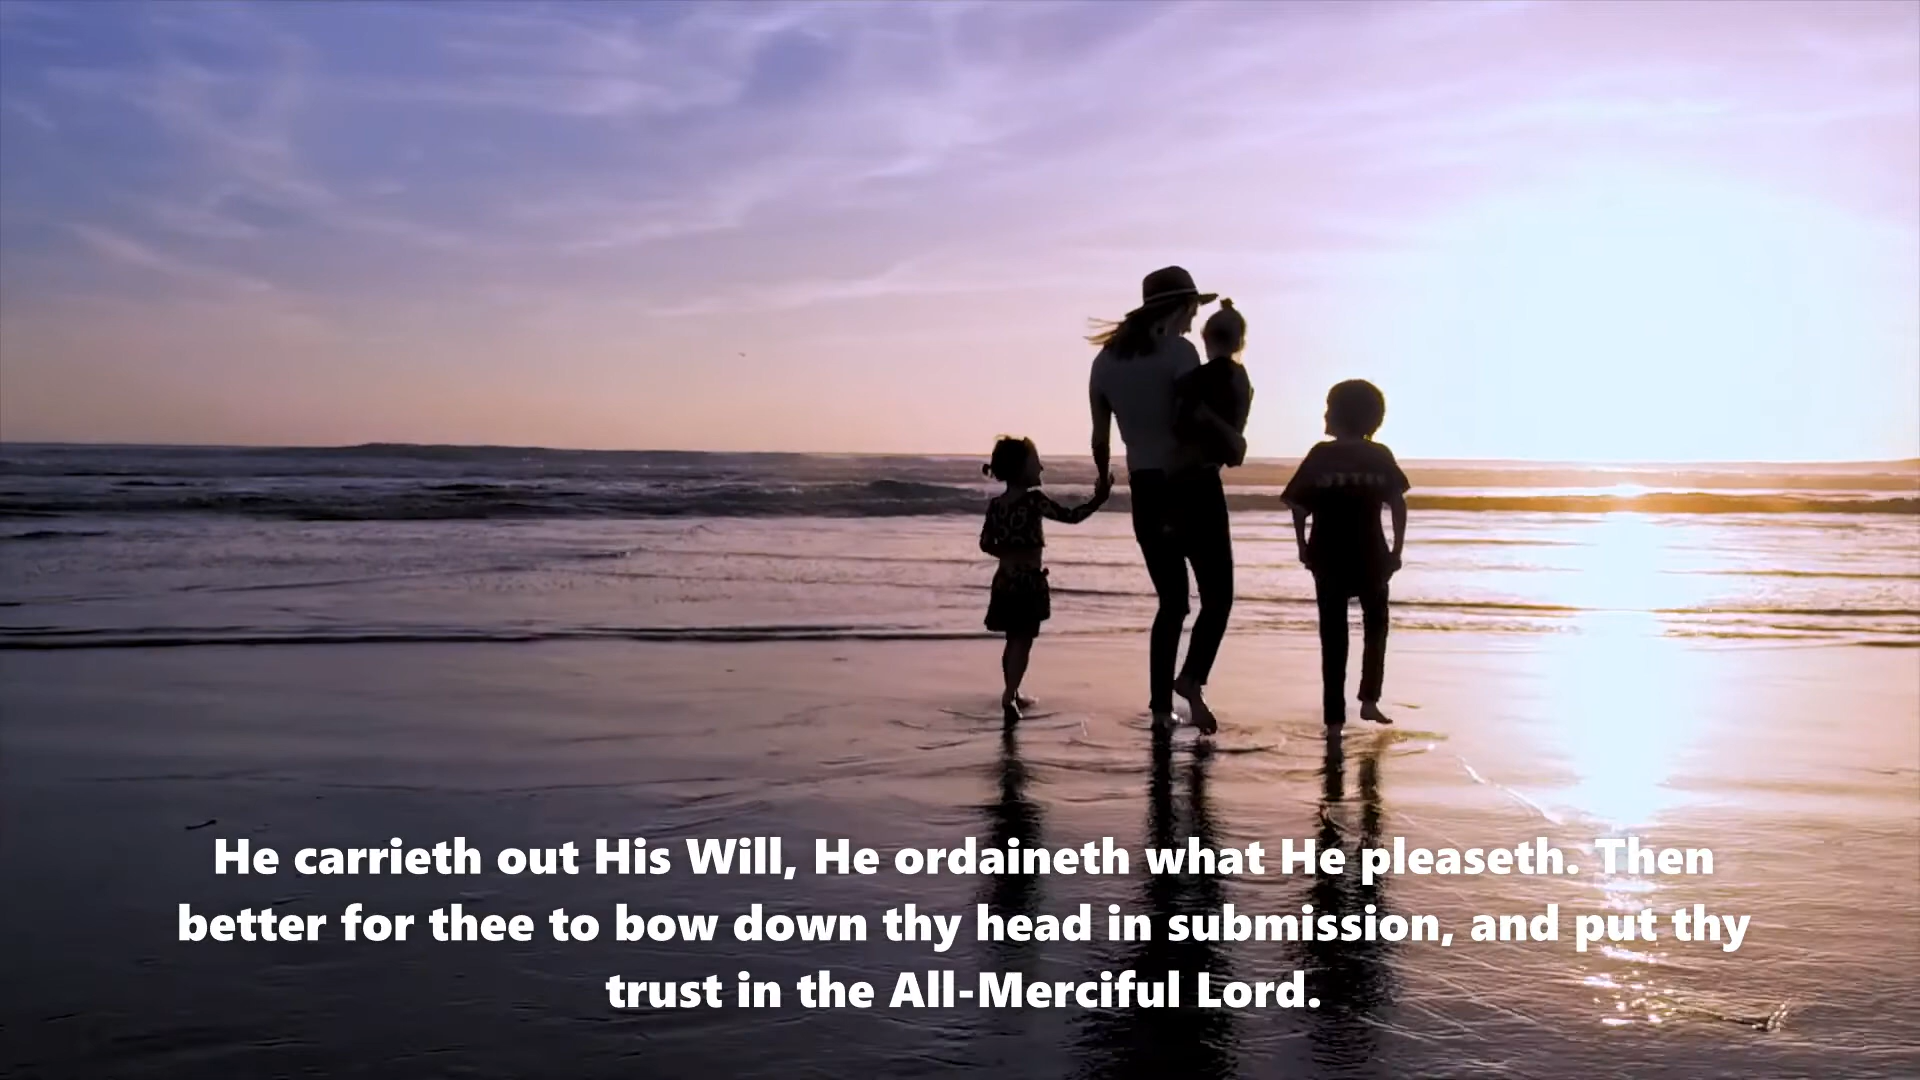 He carrieth out His Will, He ordaineth what He pleaseth. Then
better for thee to bow down thy head in submission, and put thy
trust in the All-Merciful Lord.